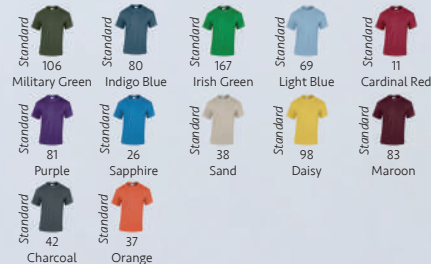 Standard Standard Standard Standard Standard
106 80 167 69 11
Military Green Indigo Blue Irish Green Light Blue Cardinal Red
Standard Standard Standard Standard Standard
81 26 38 98 83
Purple Sapphire Sand Daisy Maroon
Standard Standard
42 37
Charcoal Orange